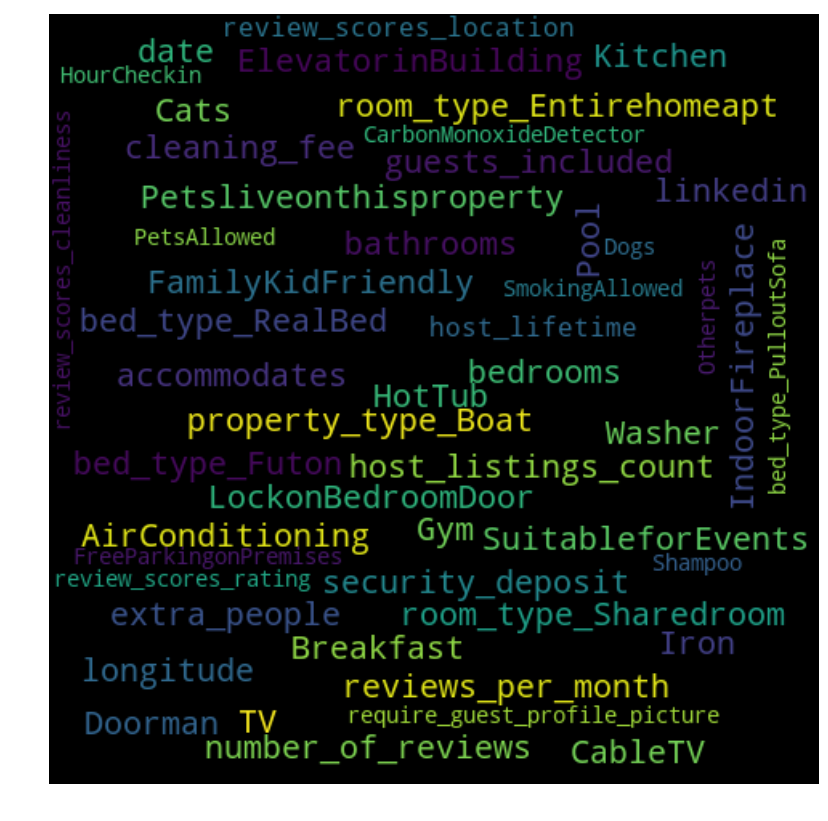 review_scores_location
date
ElevatorinBuilding
Kitchen
HourCheckin
Cats
room_type_Entirehomeapt
CarbonMonoxideDetector
cleaning_fee
guests_included
review_scores_cleanliness
Petsliveonthisproperty
linkedin
PetsAllowed
bathrooms
Pool
Dogs
FamilyKidFriendly
SmokingAllowed
Otherpets
IndoorFireplace
bed_type_PulloutSofa
bed_type_RealBed
host_lifetime
accommodates
bedrooms
HotTub
property_type_Boat
Washer
bed_type_Futon
host_listings_count
LockonBedroomDoor
AirConditioning
Gym
SuitableforEvents
FreeParkingonPremises
Shampoo
review_scores_rating
security_deposit
extra_people
room_type_Sharedroom
Breakfast
Iron
longitude
reviews_per_month
Doorman
TV
require_guest_profile_picture
number_of_reviews
CableTV